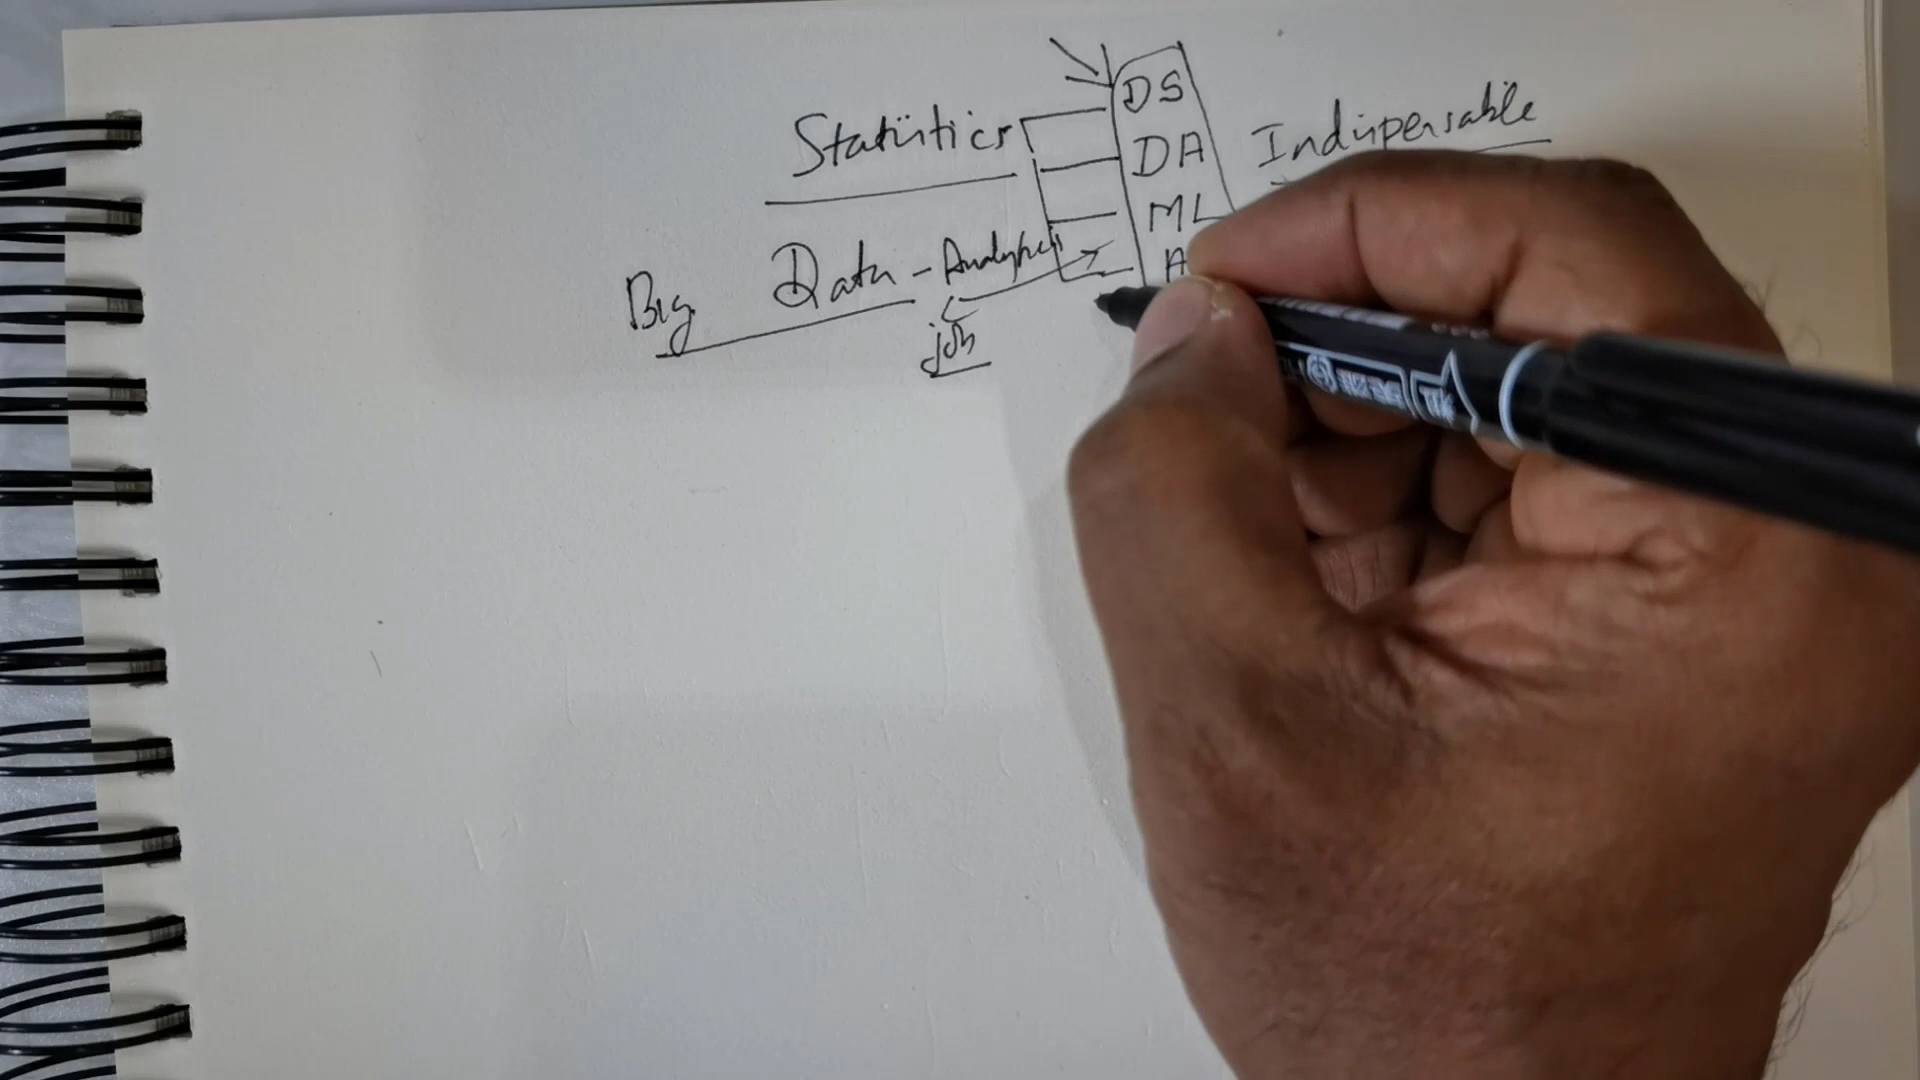 DS
Statistics
DA
Indispensable
ML
Big Data - Analytics
A
job